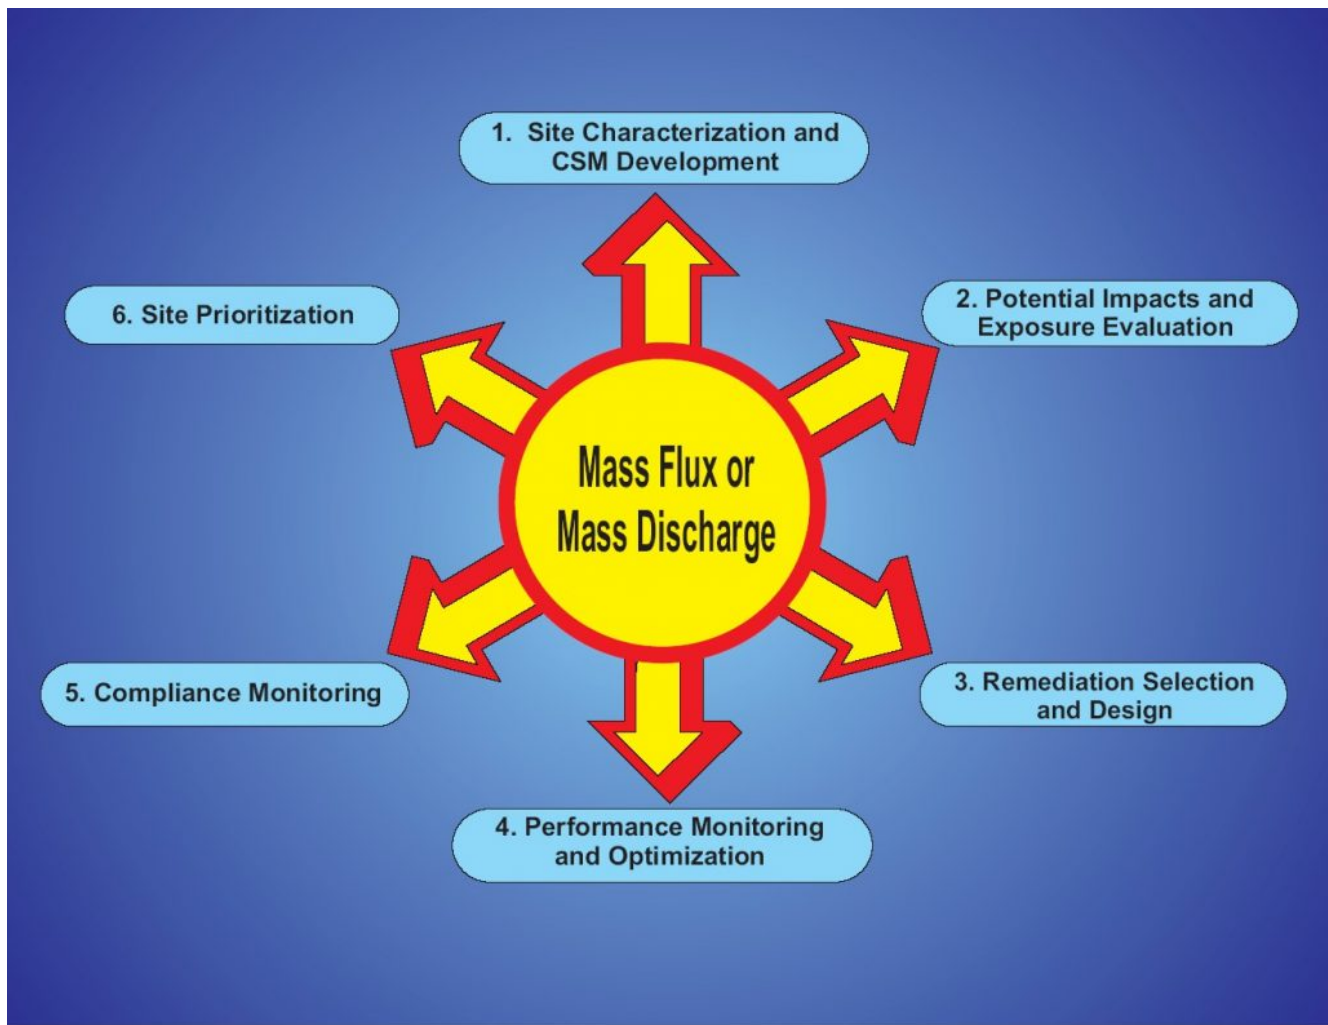 1. Site Characterization and
CSM Development
2. Potential Impacts and
Exposure Evaluation
3. Remediation Selection
and Design
4. Performance Monitoring
and Optimization
5. Compliance Monitoring
6. Site Prioritization
Mass Flux or
Mass Discharge